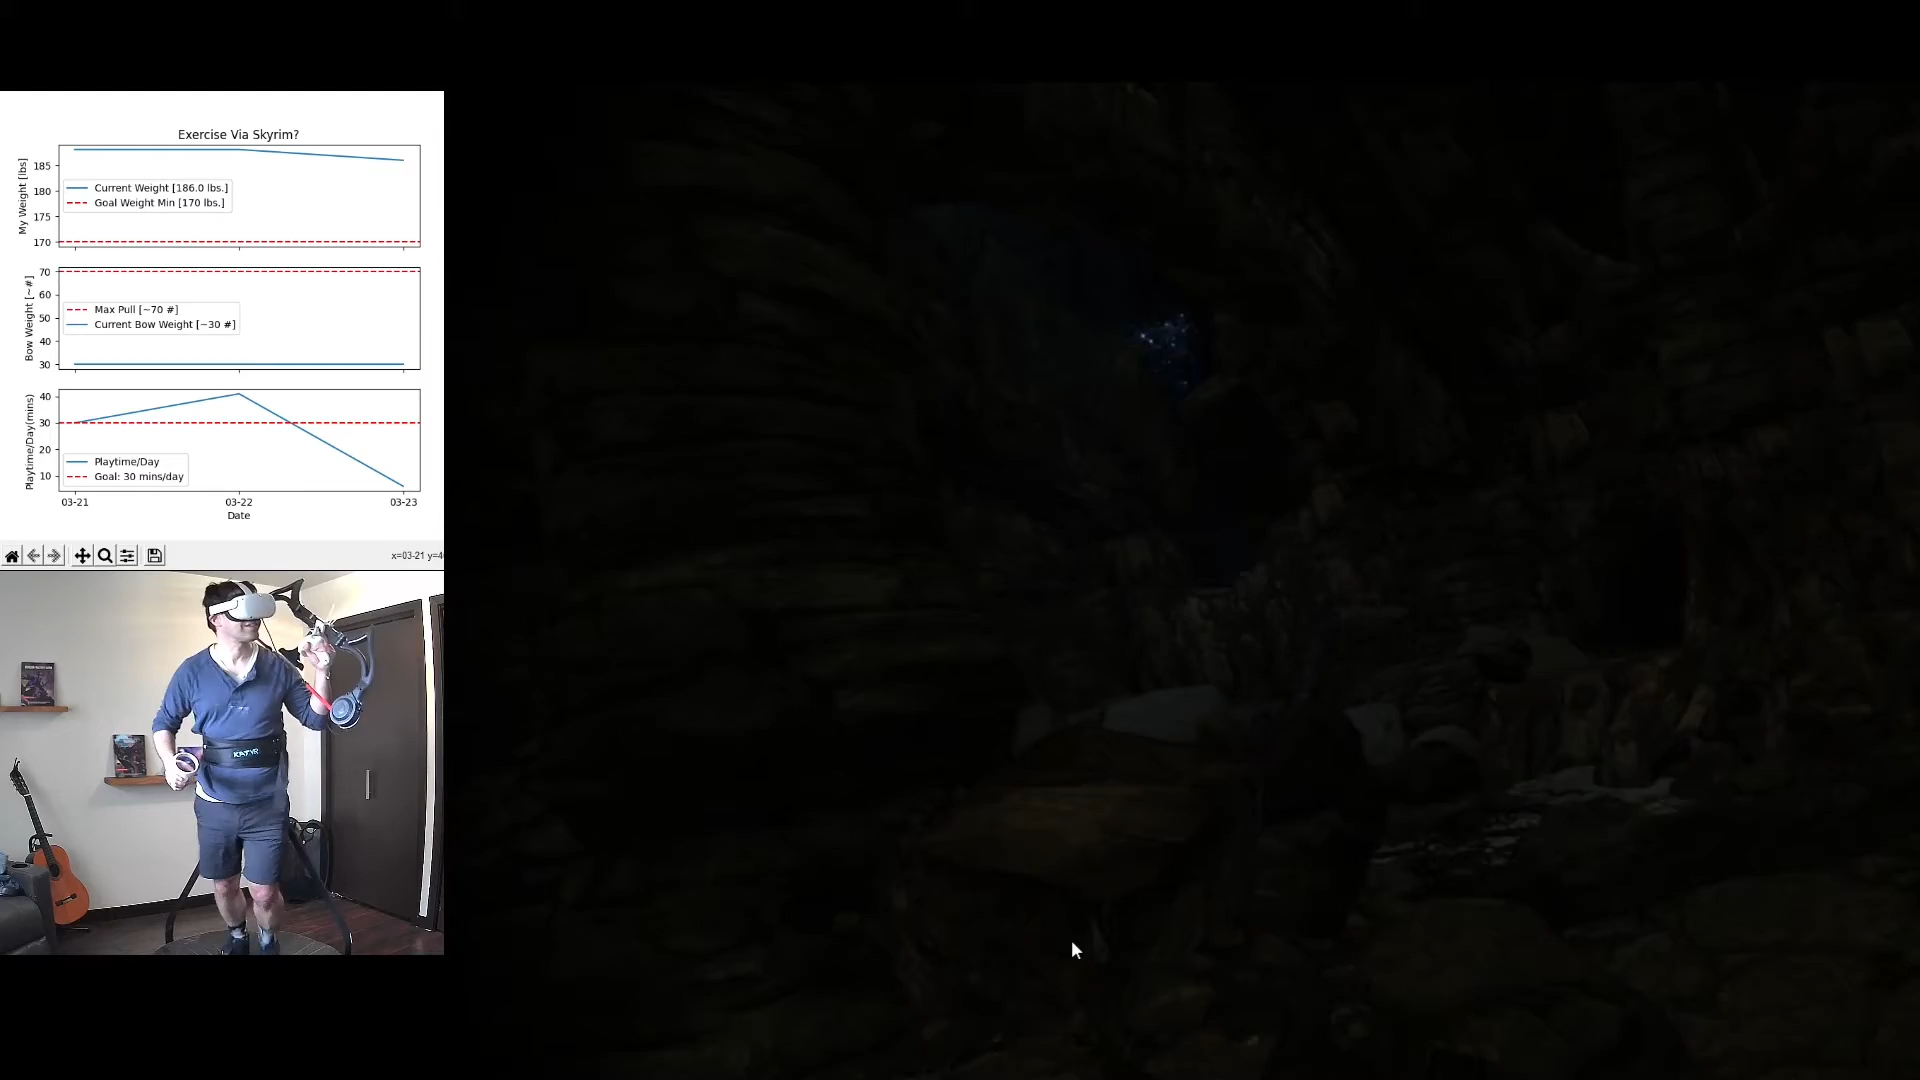 Exercise Via Skyrim?
My Weight [lbs]
185
180
175
170
Current Weight [186.0 lbs.]
Goal Weight Min [170 lbs.]
Bow Weight [~#]
70
60
50
40
30
Max Pull [~70 #]
Current Bow Weight [~30 #]
Playtime/Day(mins)
40
30
20
10
Playtime/Day
Goal: 30 mins/day
03-21 03-22 03-23
Date
x=03-21 y=4
KATVR